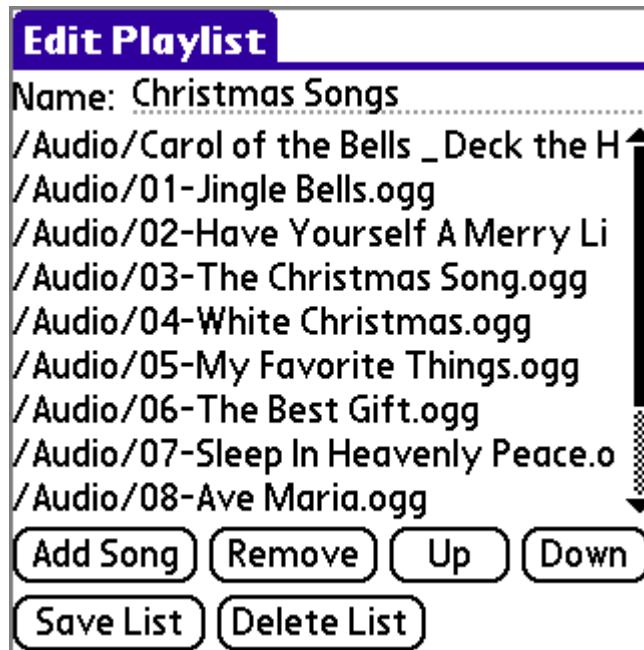 Edit Playlist
Name: Christmas Songs
/Audio/Carol of the Bells _Deck the H
/Audio/01-Jingle Bells.ogg
/Audio/02-Have Yourself A Merry Li
/Audio/03-The Christmas Song.ogg
/Audio/04-White Christmas.ogg
/Audio/05-My Favorite Things.ogg
/Audio/06-The Best Gift.ogg
/Audio/07-Sleep In Heavenly Peace.o
/Audio/08-Ave Maria.ogg
Add Song Remove Up Down
Save List Delete List